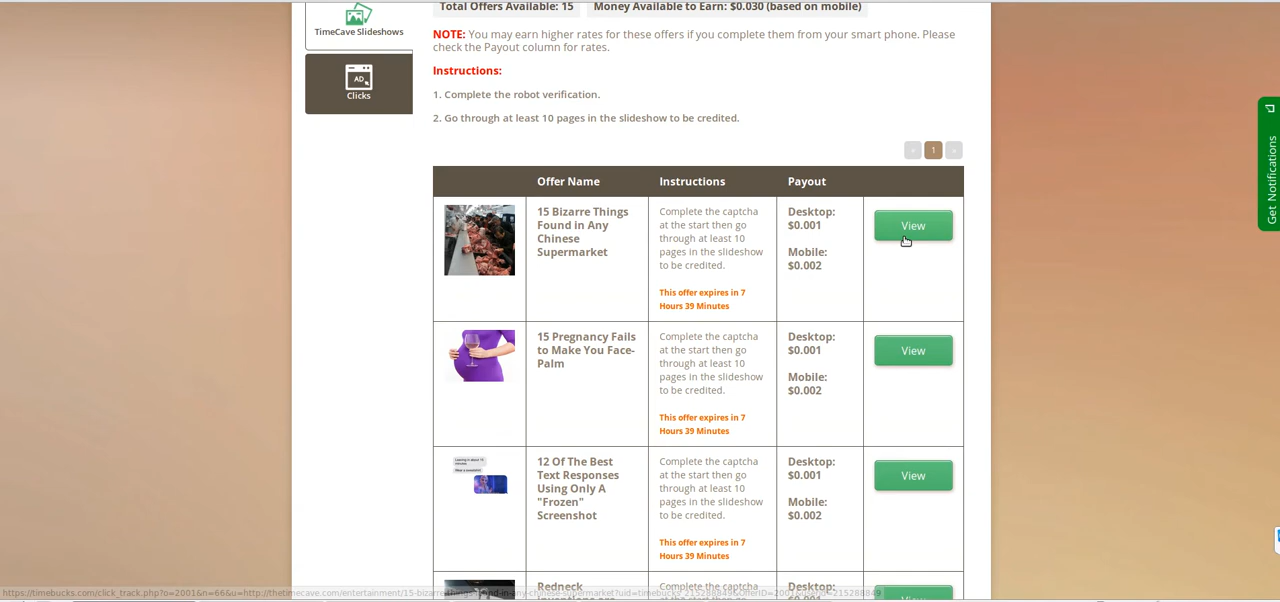 Total Offers Available: 15
Money Available to Earn: $0.030 (based on mobile)
TimeCave Slideshows
NOTE: You may earn higher rates for these offers if you complete them from your smart phone. Please
check the Payout column for rates.
Instructions:
AD
Clicks
1. Complete the robot verification.
2. Go through at least 10 pages in the slideshow to be credited.
« 1 »
Get Notifications
Offer Name
Instructions
Payout
15 Bizarre Things
Found in Any
Chinese
Supermarket
Complete the captcha
at the start then go
through at least 10
pages in the slideshow
to be credited.
This offer expires in 7
Hours 39 Minutes
Desktop:
$0.001
Mobile:
$0.002
View
15 Pregnancy Fails
to Make You Face-
Palm
Complete the captcha
at the start then go
through at least 10
pages in the slideshow
to be credited.
This offer expires in 7
Hours 39 Minutes
Desktop:
$0.001
Mobile:
$0.002
View
12 Of The Best
Text Responses
Using Only A
"Frozen"
Screenshot
Complete the captcha
at the start then go
through at least 10
pages in the slideshow
to be credited.
This offer expires in 7
Hours 39 Minutes
Desktop:
$0.001
Mobile:
$0.002
View
Redneck
Complete the captcha
Desktop:
View